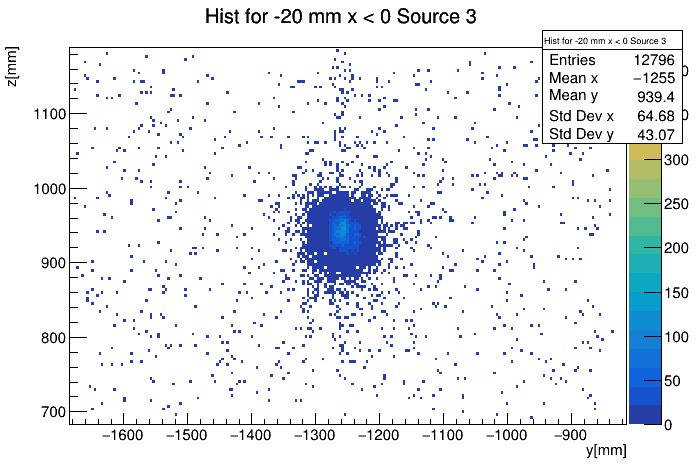 Hist for -20 mm x < 0 Source 3
Hist for -20 mm x < 0 Source 3
Entries 12796
Mean x −1255
Mean y 939.4
Std Dev x 64.68
Std Dev y 43.07
z[mm]
1100
1000
900
800
700
−1600 −1500 −1400 −1300 −1200 −1100 −1000 −900
y[mm]
300
250
200
150
100
50
0